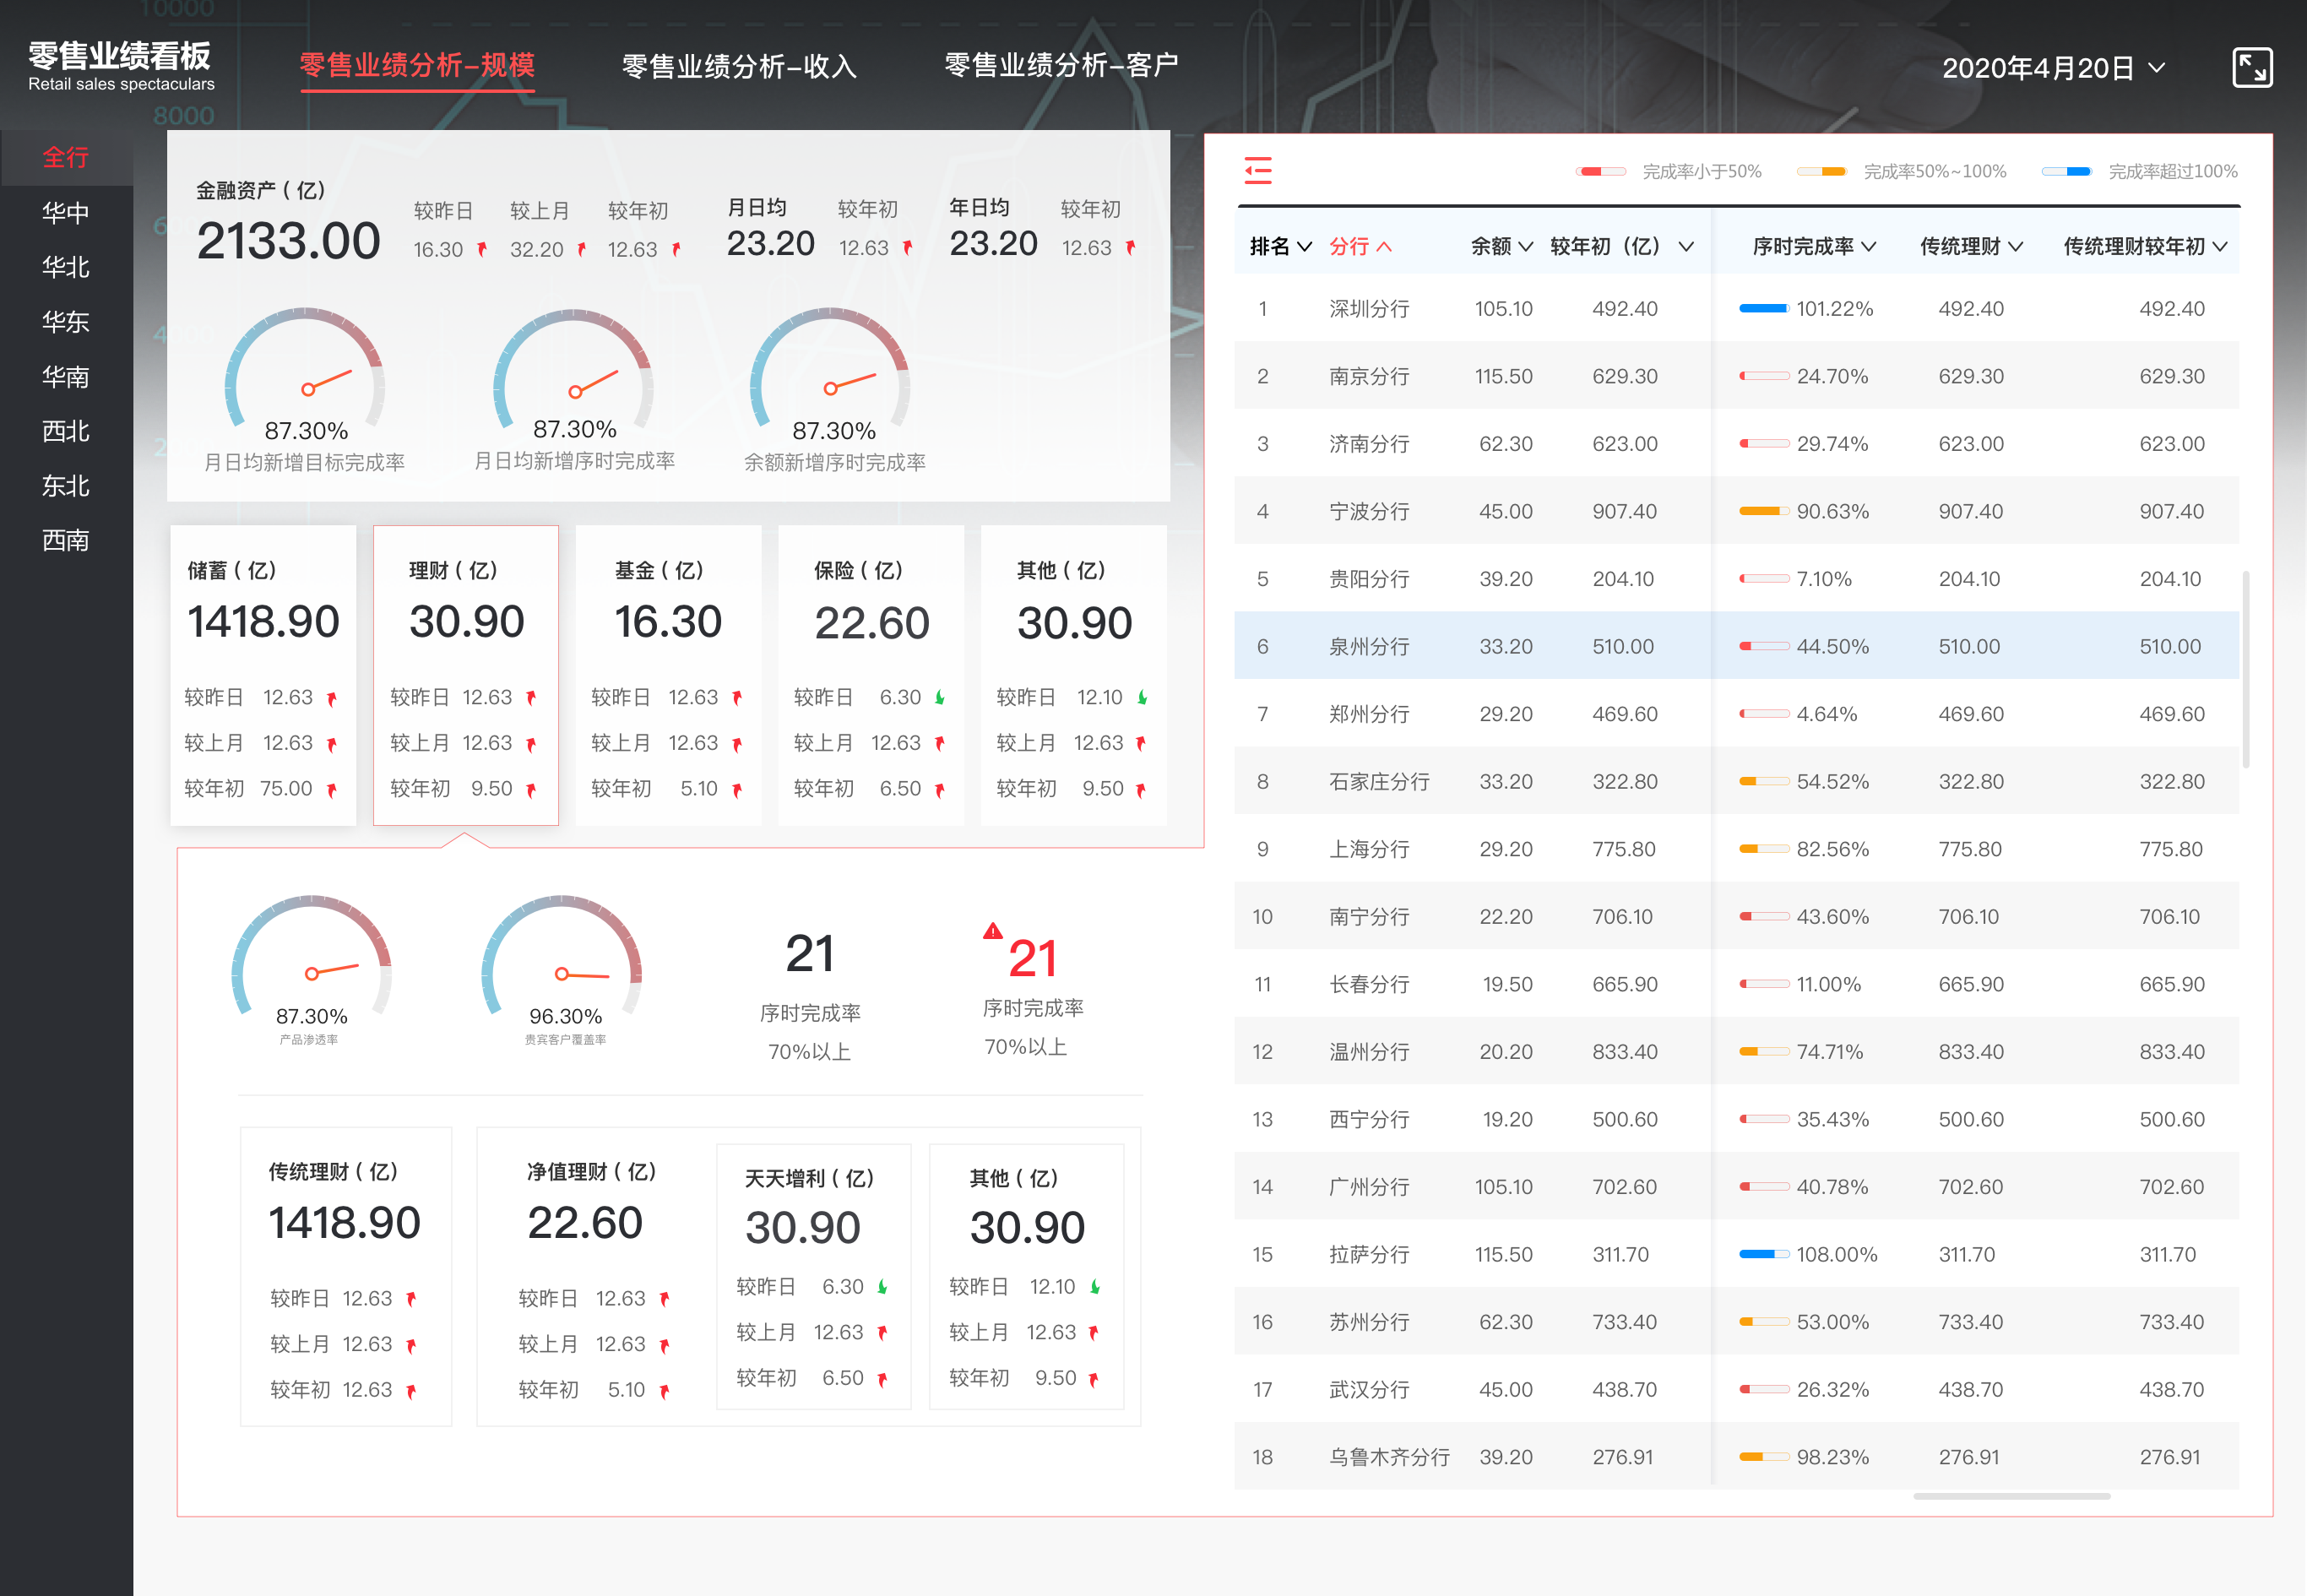 10000
零售业绩看板
Retail sales spectaculars
零售业绩分析–规模
零售业绩分析–收入
零售业绩分析–客户
2020年4月20日
8000
全行
华中
华北
华东
华南
西北
东北
西南
金融资产（亿）
2133.00
较昨日 较上月 较年初
16.30 32.20 12.63
月日均 较年初
23.20 12.63
年日均 较年初
23.20 12.63
87.30%
月日均新增目标完成率
87.30%
月日均新增序时完成率
87.30%
余额新增序时完成率
储蓄（亿）
1418.90
较昨日 12.63
较上月 12.63
较年初 75.00
理财（亿）
30.90
较昨日 12.63
较上月 12.63
较年初 9.50
基金（亿）
16.30
较昨日 12.63
较上月 12.63
较年初 5.10
保险（亿）
22.60
较昨日 6.30
较上月 12.63
较年初 6.50
其他（亿）
30.90
较昨日 12.10
较上月 12.63
较年初 9.50
87.30%
产品渗透率
96.30%
贵宾客户覆盖率
21
序时完成率
70%以上
21
序时完成率
70%以上
传统理财（亿）
1418.90
较昨日 12.63
较上月 12.63
较年初 12.63
净值理财（亿）
22.60
较昨日 12.63
较上月 12.63
较年初 5.10
天天增利（亿）
30.90
较昨日 6.30
较上月 12.63
较年初 6.50
其他（亿）
30.90
较昨日 12.10
较上月 12.63
较年初 9.50
完成率小于50% 完成率50%~100% 完成率超过100%
排名 分行 余额 较年初（亿） 序时完成率 传统理财 传统理财较年初
1 深圳分行 105.10 492.40 101.22% 492.40 492.40
2 南京分行 115.50 629.30 24.70% 629.30 629.30
3 济南分行 62.30 623.00 29.74% 623.00 623.00
4 宁波分行 45.00 907.40 90.63% 907.40 907.40
5 贵阳分行 39.20 204.10 7.10% 204.10 204.10
6 泉州分行 33.20 510.00 44.50% 510.00 510.00
7 郑州分行 29.20 469.60 4.64% 469.60 469.60
8 石家庄分行 33.20 322.80 54.52% 322.80 322.80
9 上海分行 29.20 775.80 82.56% 775.80 775.80
10 南宁分行 22.20 706.10 43.60% 706.10 706.10
11 长春分行 19.50 665.90 11.00% 665.90 665.90
12 温州分行 20.20 833.40 74.71% 833.40 833.40
13 西宁分行 19.20 500.60 35.43% 500.60 500.60
14 广州分行 105.10 702.60 40.78% 702.60 702.60
15 拉萨分行 115.50 311.70 108.00% 311.70 311.70
16 苏州分行 62.30 733.40 53.00% 733.40 733.40
17 武汉分行 45.00 438.70 26.32% 438.70 438.70
18 乌鲁木齐分行 39.20 276.91 98.23% 276.91 276.91